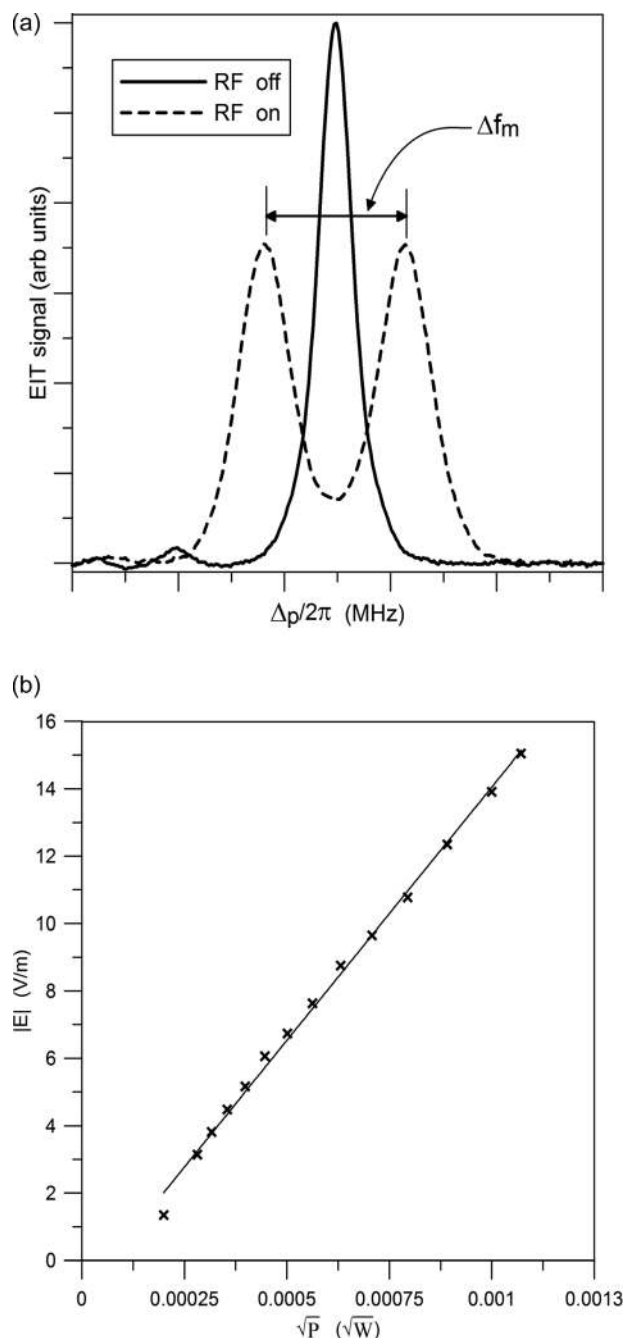 (a)
RF off
RF on
Δfm
EIT signal (arb units)
Δp/2π (MHz)
(b)
16
14
12
10
8
6
4
2
0
|E| (V/m)
0 0.00025 0.0005 0.00075 0.001 0.0013
√P (√W)